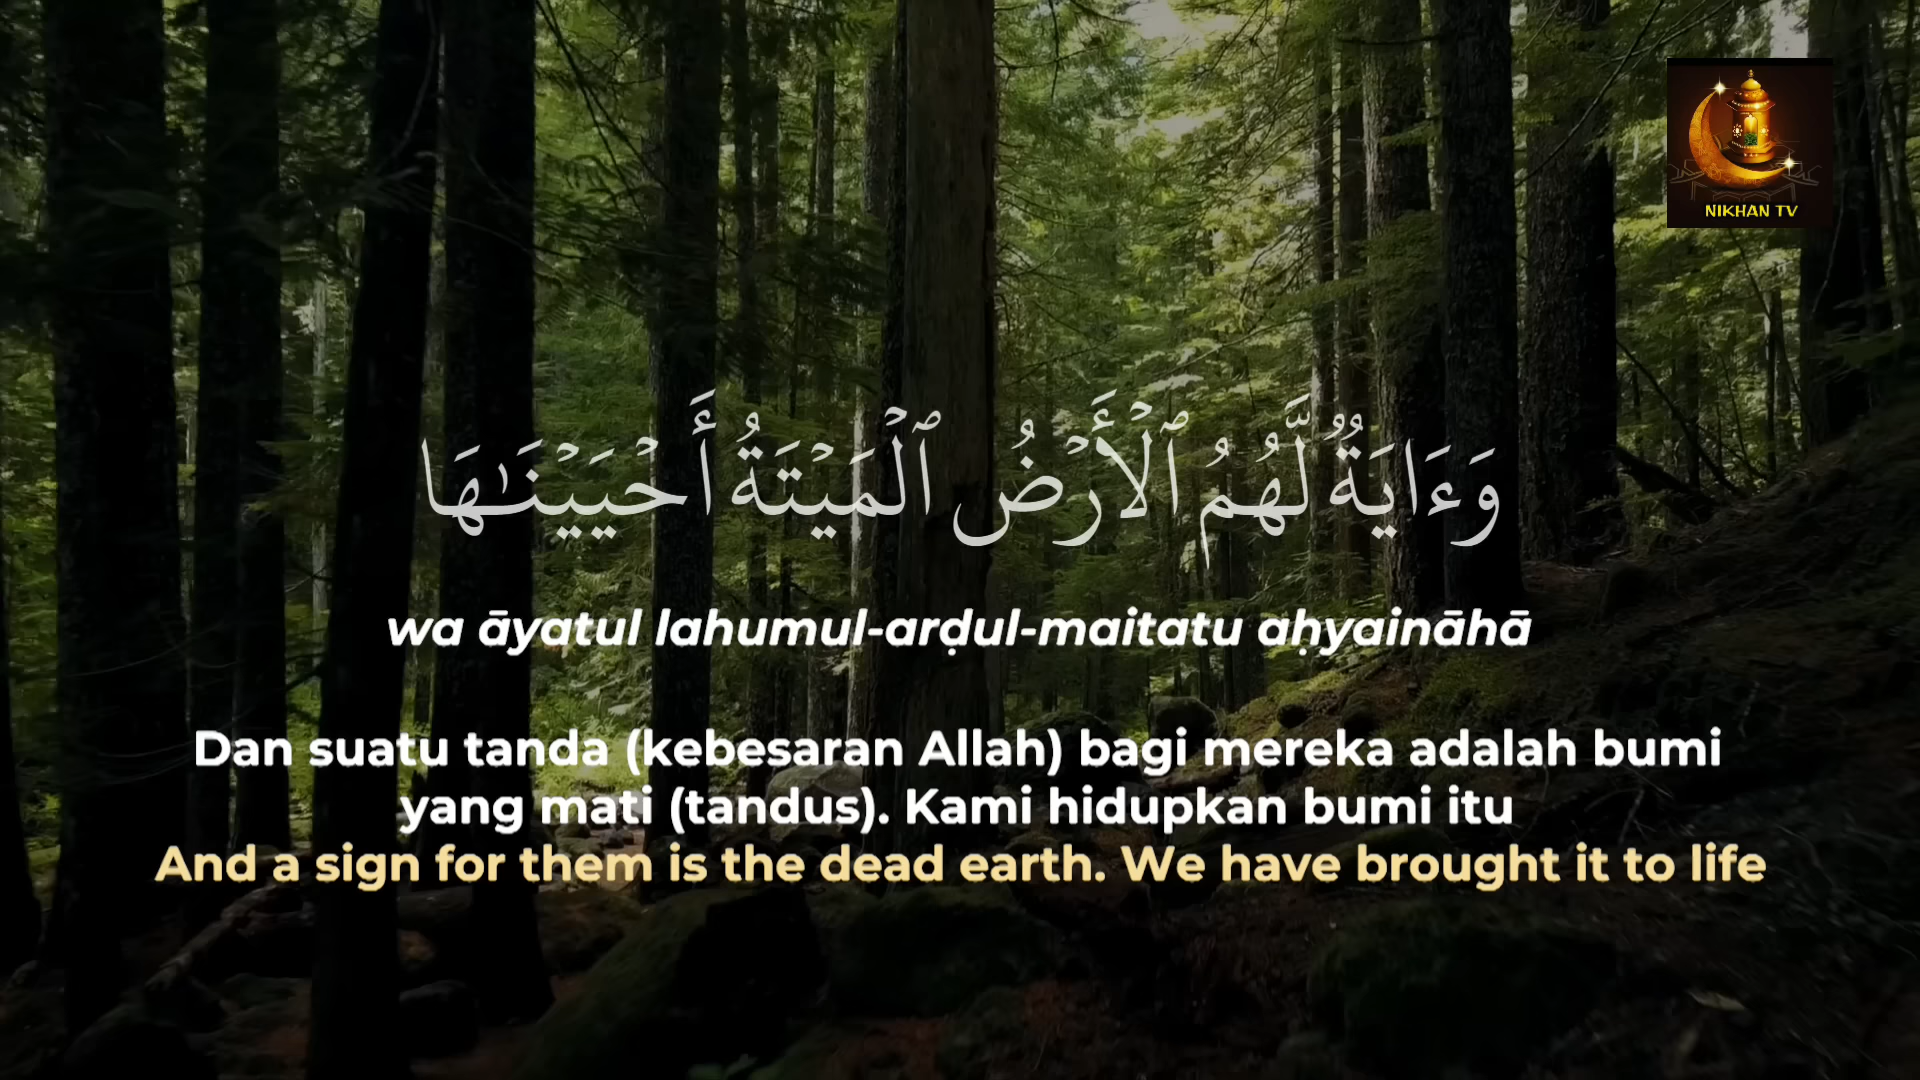 NIKHAN TV
وَءَايَةٌ لَّهُمُ ٱلْأَرْضُ ٱلْمَيْتَةُ أَحْيَيْنَـٰهَا
wa āyatul lahumul-arḍul-maitatu aḥyaināhā
Dan suatu tanda (kebesaran Allah) bagi mereka adalah bumi
yang mati (tandus). Kami hidupkan bumi itu
And a sign for them is the dead earth. We have brought it to life